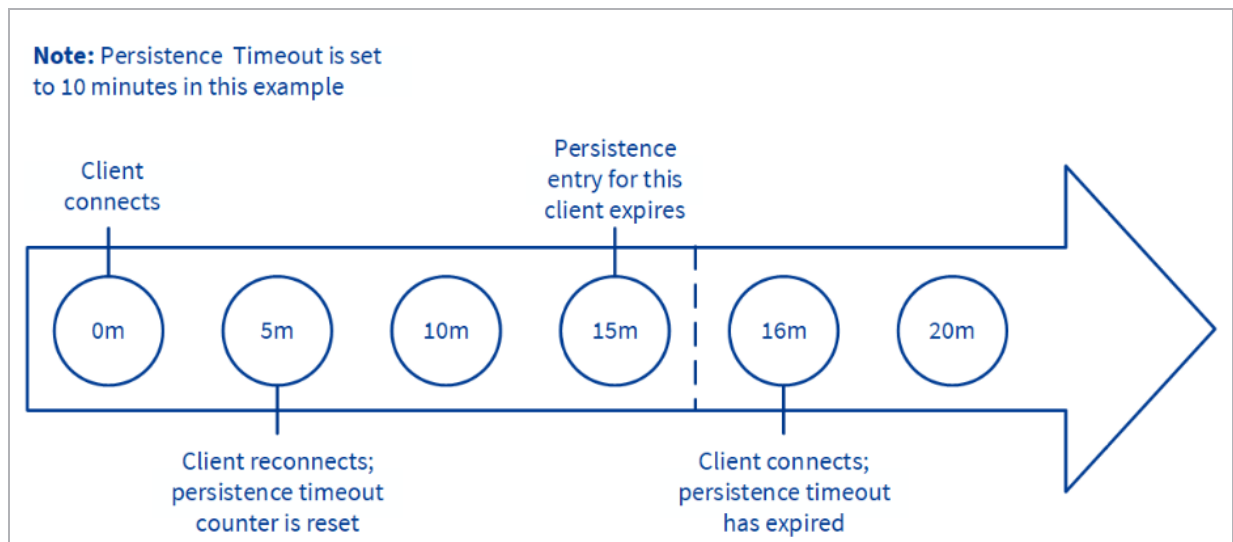 Note: Persistence Timeout is set
to 10 minutes in this example
Client
connects
Persistence
entry for this
client expires
0m
5m
10m
15m
16m
20m
Client reconnects;
persistence timeout
counter is reset
Client connects;
persistence timeout
has expired